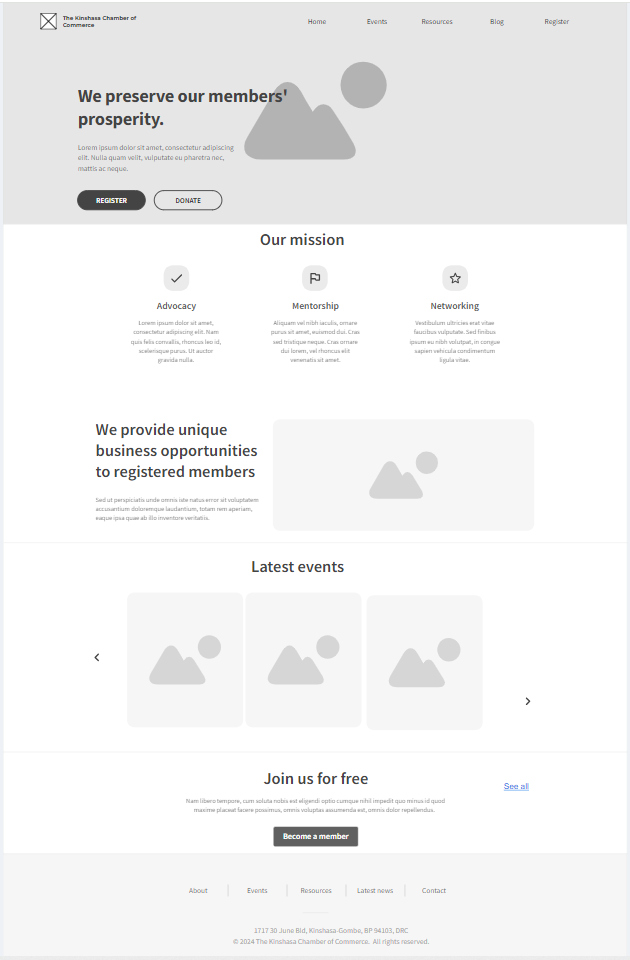 The Kinshasa Chamber of
Commerce
Home
Events
Resources
Blog
Register
We preserve our members'
prosperity.
Lorem ipsum dolor sit amet, consectetur adipiscing
elit. Nulla quam velit, vulputate eu pharetra nec,
mattis ac neque.
REGISTER
DONATE
Our mission
Advocacy
Lorem ipsum dolor sit amet,
consectetur adipiscing elit. Nam
quis felis convallis, rhoncus leo id,
scelerisque purus. Ut auctor
gravida nulla.
Mentorship
Aliquam vel nibh iaculis, ornare
purus sit amet, euismod dui. Cras
sed tristique neque. Cras ornare
dui lorem, vel rhoncus elit
venenatis sit amet.
Networking
Vestibulum ultricies erat vitae
faucibus vulputate. Sed finibus
ipsum eu nibh volutpat, in congue
sapien vehicula condimentum
ligula vitae.
We provide unique
business opportunities
to registered members
Sed ut perspiciatis unde omnis iste natus error sit voluptatem
accusantium doloremque laudantium, totam rem aperiam,
eaque ipsa quae ab illo inventore veritatis.
Latest events
Join us for free
See all
Nam libero tempore, cum soluta nobis est eligendi optio cumque nihil impedit quo minus id quod
maxime placeat facere possimus, omnis voluptas assumenda est, omnis dolor repellendus.
Become a member
About
Events
Resources
Latest news
Contact
1717 30 June Bld, Kinshasa-Gombe, BP 94103, DRC
© 2024 The Kinshasa Chamber of Commerce. All rights reserved.